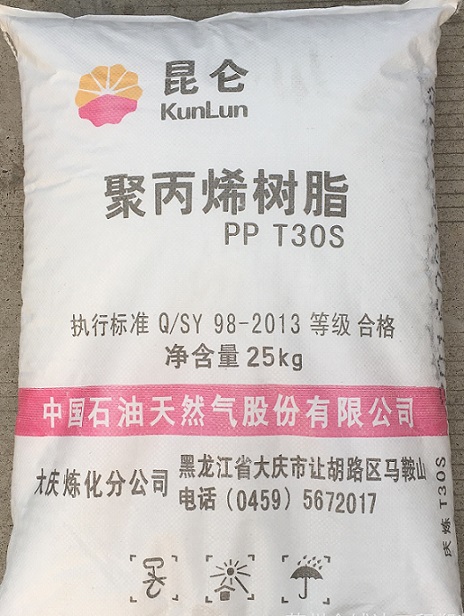 昆仑
KunLun
聚丙烯树脂
PP T30S
执行标准 Q/SY 98-2013 等级 合格
净含量 25kg
中国石油天然气股份有限公司
大庆炼化分公司
黑龙江省大庆市让胡路区马鞍山
电话 (0459) 5672017
庆炼 T30S